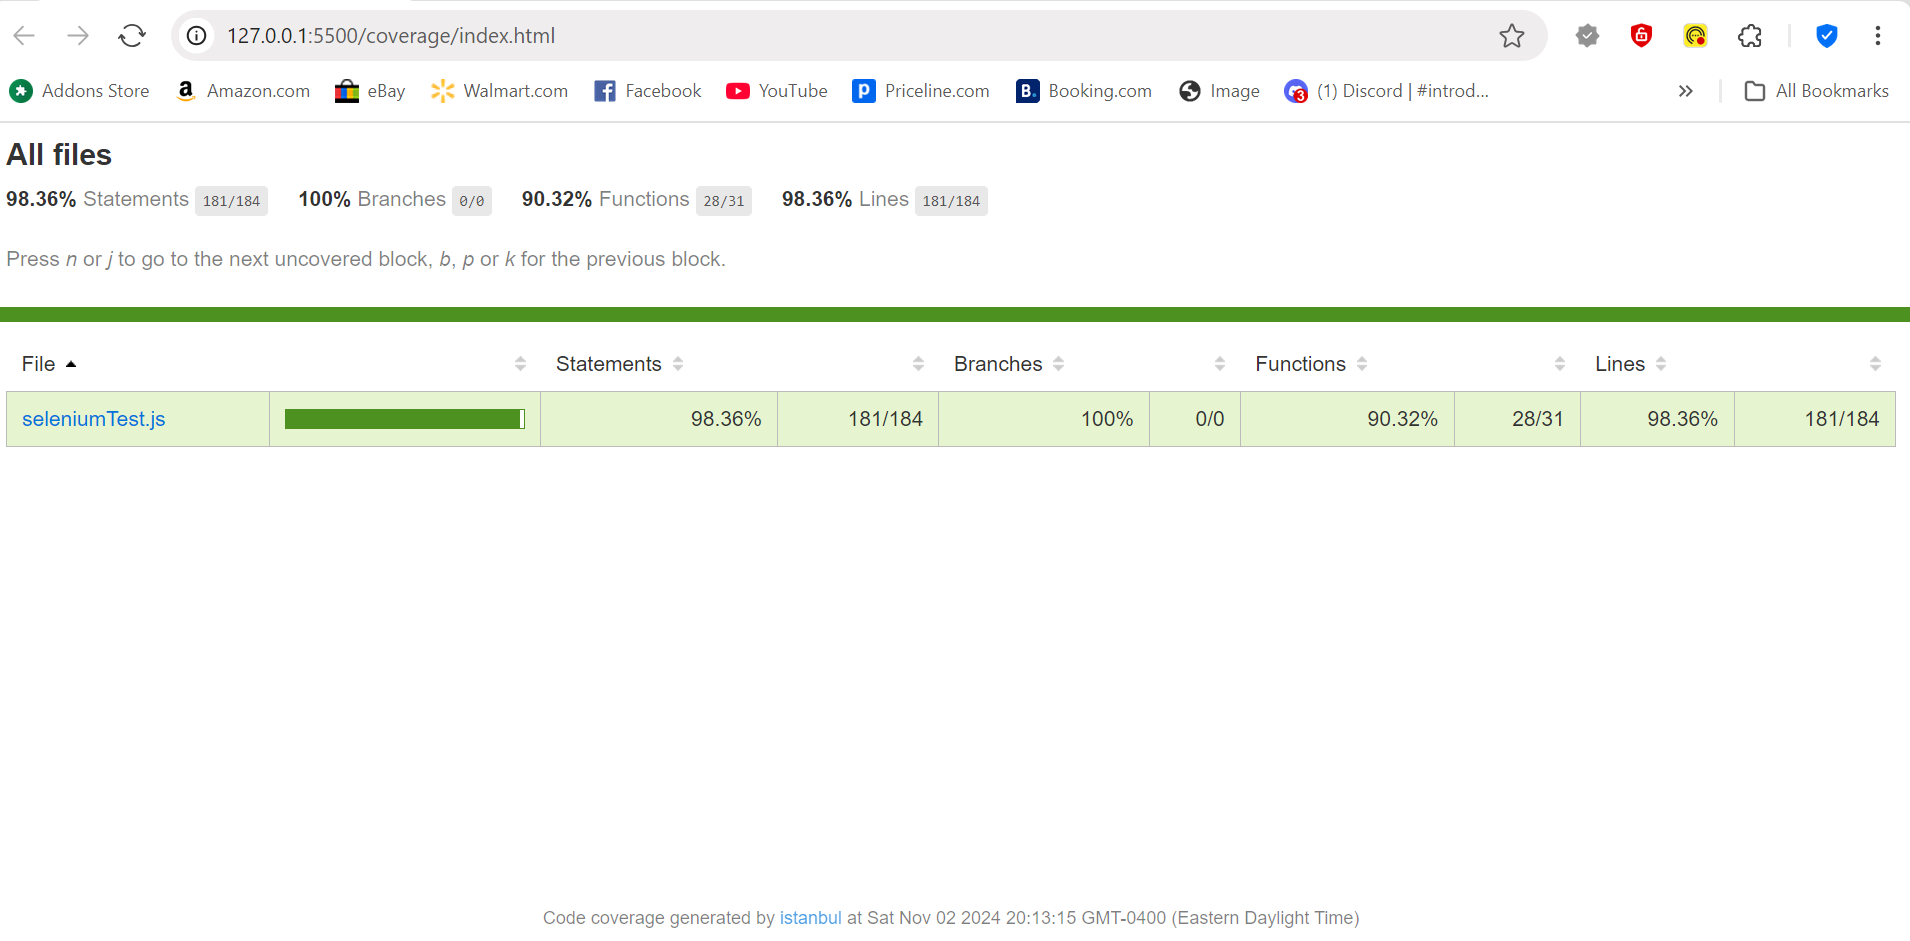 127.0.0.1:5500/coverage/index.html
Addons Store Amazon.com eBay Walmart.com Facebook YouTube Priceline.com Booking.com Image (1) Discord | #introd... All Bookmarks
All files
98.36% Statements 181/184 100% Branches 0/0 90.32% Functions 28/31 98.36% Lines 181/184
Press n or j to go to the next uncovered block, b, p or k for the previous block.
File Statements Branches Functions Lines
seleniumTest.js 98.36% 181/184 100% 0/0 90.32% 28/31 98.36% 181/184
Code coverage generated by istanbul at Sat Nov 02 2024 20:13:15 GMT-0400 (Eastern Daylight Time)